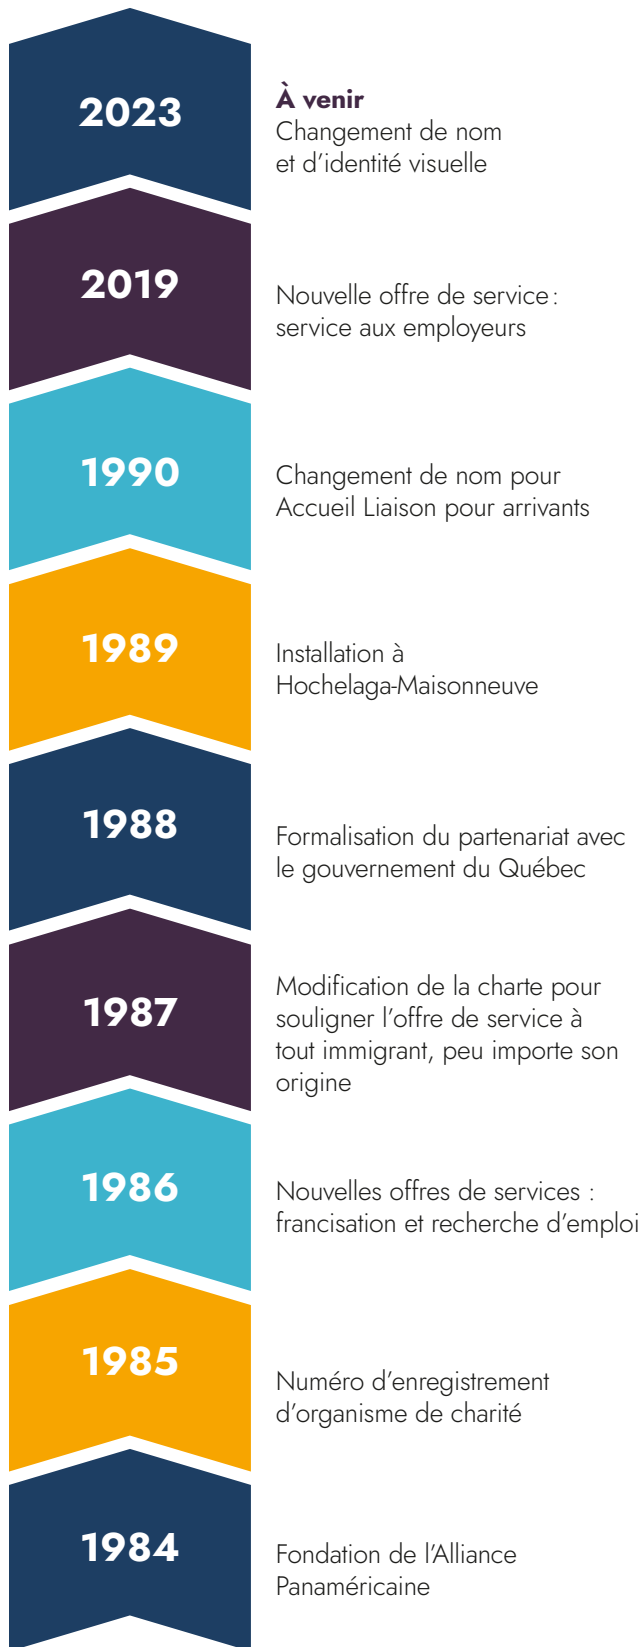 2023
À venir
Changement de nom
et d’identité visuelle
2019
Nouvelle offre de service :
service aux employeurs
1990
Changement de nom pour
Accueil Liaison pour arrivants
1989
Installation à
Hochelaga-Maisonneuve
1988
Formalisation du partenariat avec
le gouvernement du Québec
1987
Modification de la charte pour
souligner l’offre de service à
tout immigrant, peu importe son
origine
1986
Nouvelles offres de services :
francisation et recherche d’emploi
1985
Numéro d’enregistrement
d’organisme de charité
1984
Fondation de l’Alliance
Panaméricaine